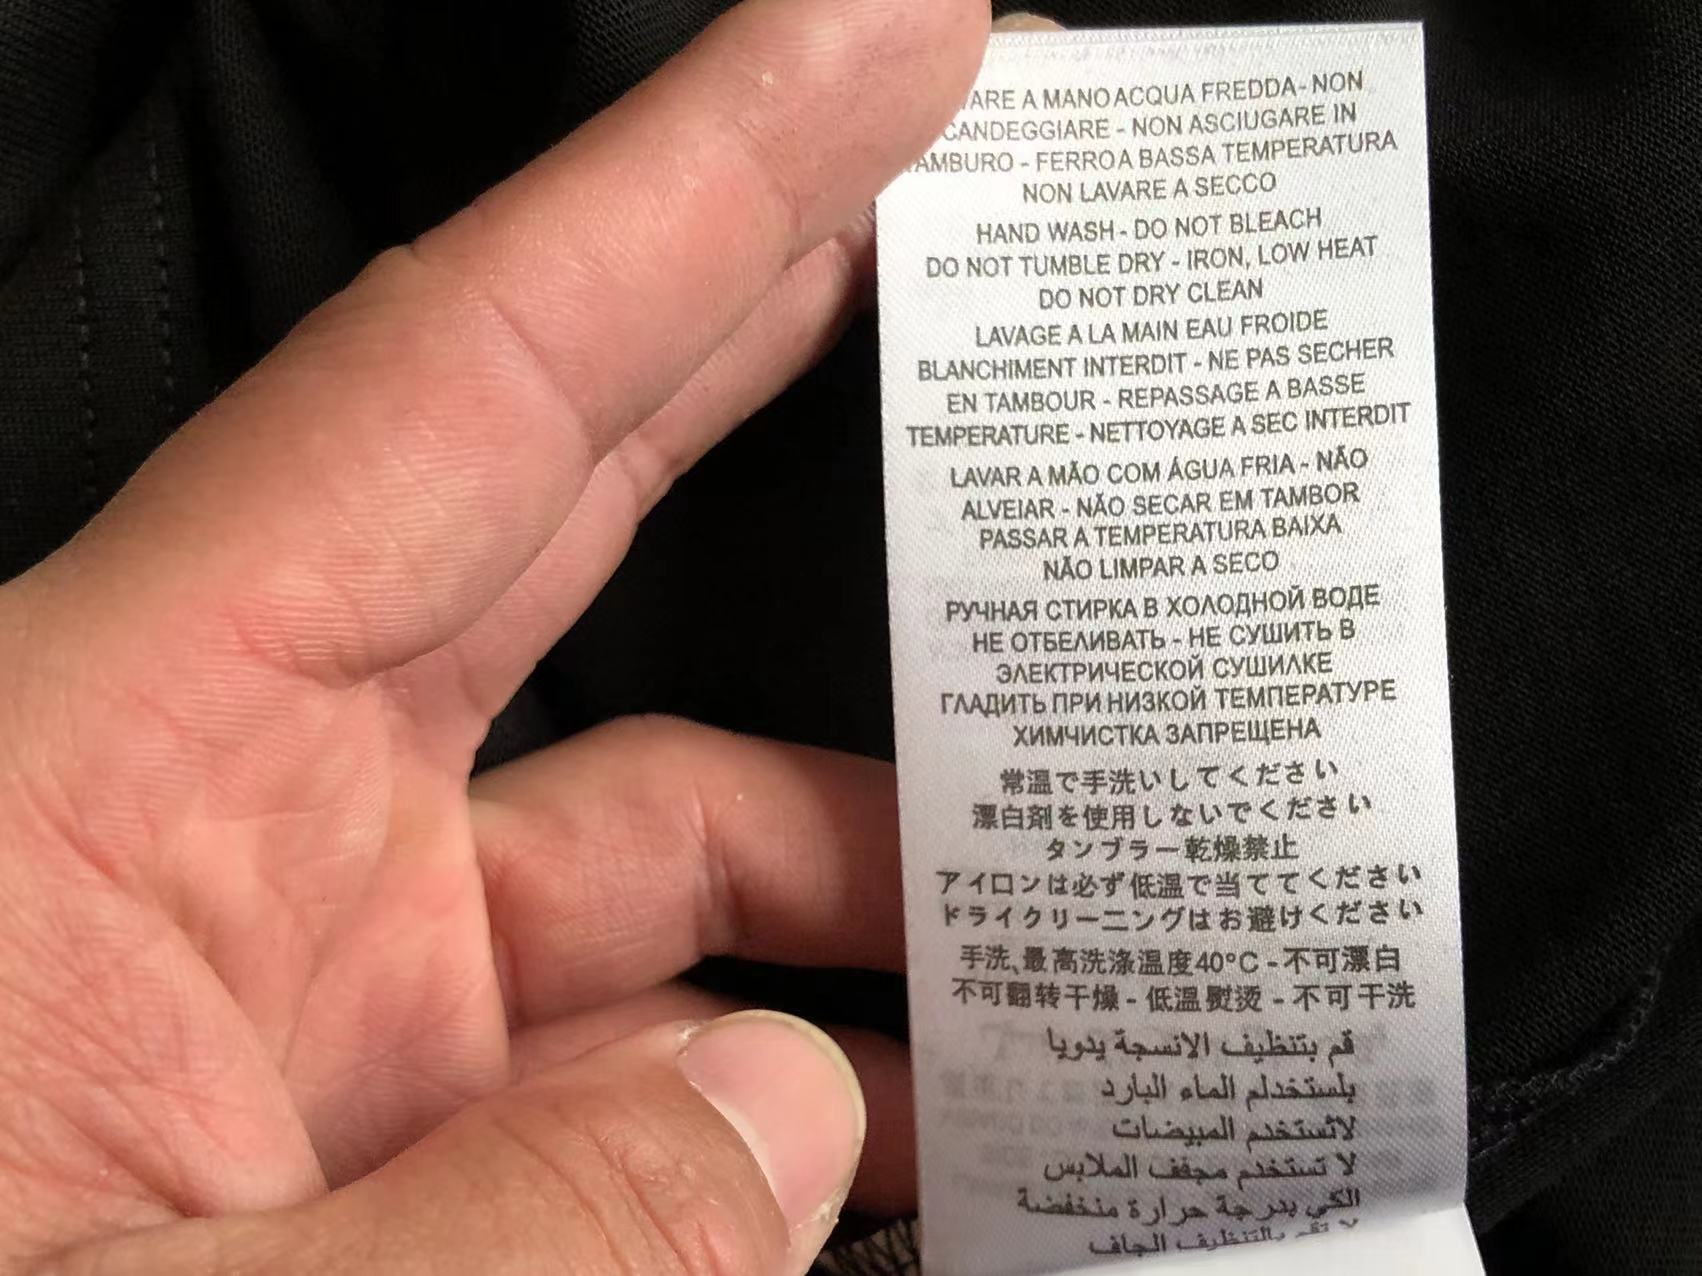 A MANO ACQUA FREDDA - NON
CANDEGGIARE - NON ASCIUGARE IN
FERRO A BASSA TEMPERATURA
NON LAVARE A SECCO
HAND WASH - DO NOT BLEACH
DO NOT TUMBLE DRY - IRON, LOW HEAT
DO NOT DRY CLEAN
LAVAGE A LA MAIN EAU FROIDE
BLANCHIMENT INTERDIT - NE PAS SECHER
EN TAMBOUR - REPASSAGE A BASSE
TEMPERATURE - NETTOYAGE A SEC INTERDIT
LAVAR A MÃO COM ÁGUA FRIA - NÃO
ALVEIAR - NÃO SECAR EM TAMBOR
PASSAR A TEMPERATURA BAIXA
NÃO LIMPAR A SECO
РУЧНАЯ СТИРКА В ХОЛОДНОЙ ВОДЕ
НЕ ОТБЕЛИВАТЬ - НЕ СУШИТЬ В
ЭЛЕКТРИЧЕСКОЙ СУШИЛКЕ
ГЛАДИТЬ ПРИ НИЗКОЙ ТЕМПЕРАТУРЕ
ХИМЧИСТКА ЗАПРЕЩЕНА
常温で手洗いしてください
漂白剤を使用しないでください
タンブラー乾燥禁止
アイロンは必ず低温で当ててください
ドライクリーニングはお避けください
手洗、最高洗涤温度40°C - 不可漂白
不可翻转干燥 - 低温熨烫 - 不可干洗
قم بتنظيف الانسجة يدويا
بلستخدلم الماء البارد
لاتستخدم المبيضات
لا تستخدم مجفف الملابس
الكي بدرجة حرارة منخفضة
لا تقم بالتنظيف الجاف